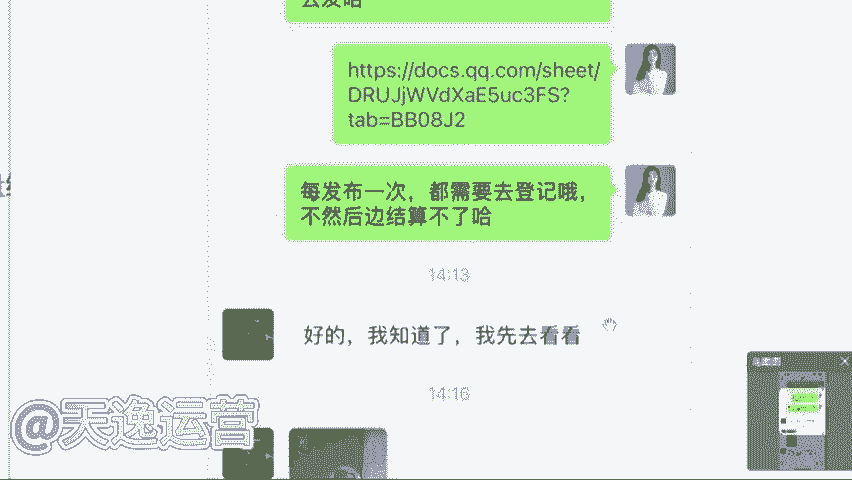 去发哈
https://docs.qq.com/sheet/
DRUJjWVdXaE5uc3FS?
tab=BB08J2
每发布一次，都需要去登记哦，
不然后边结算不了哈
14:13
好的，我知道了，我先去看看
14:16
@天逸运营